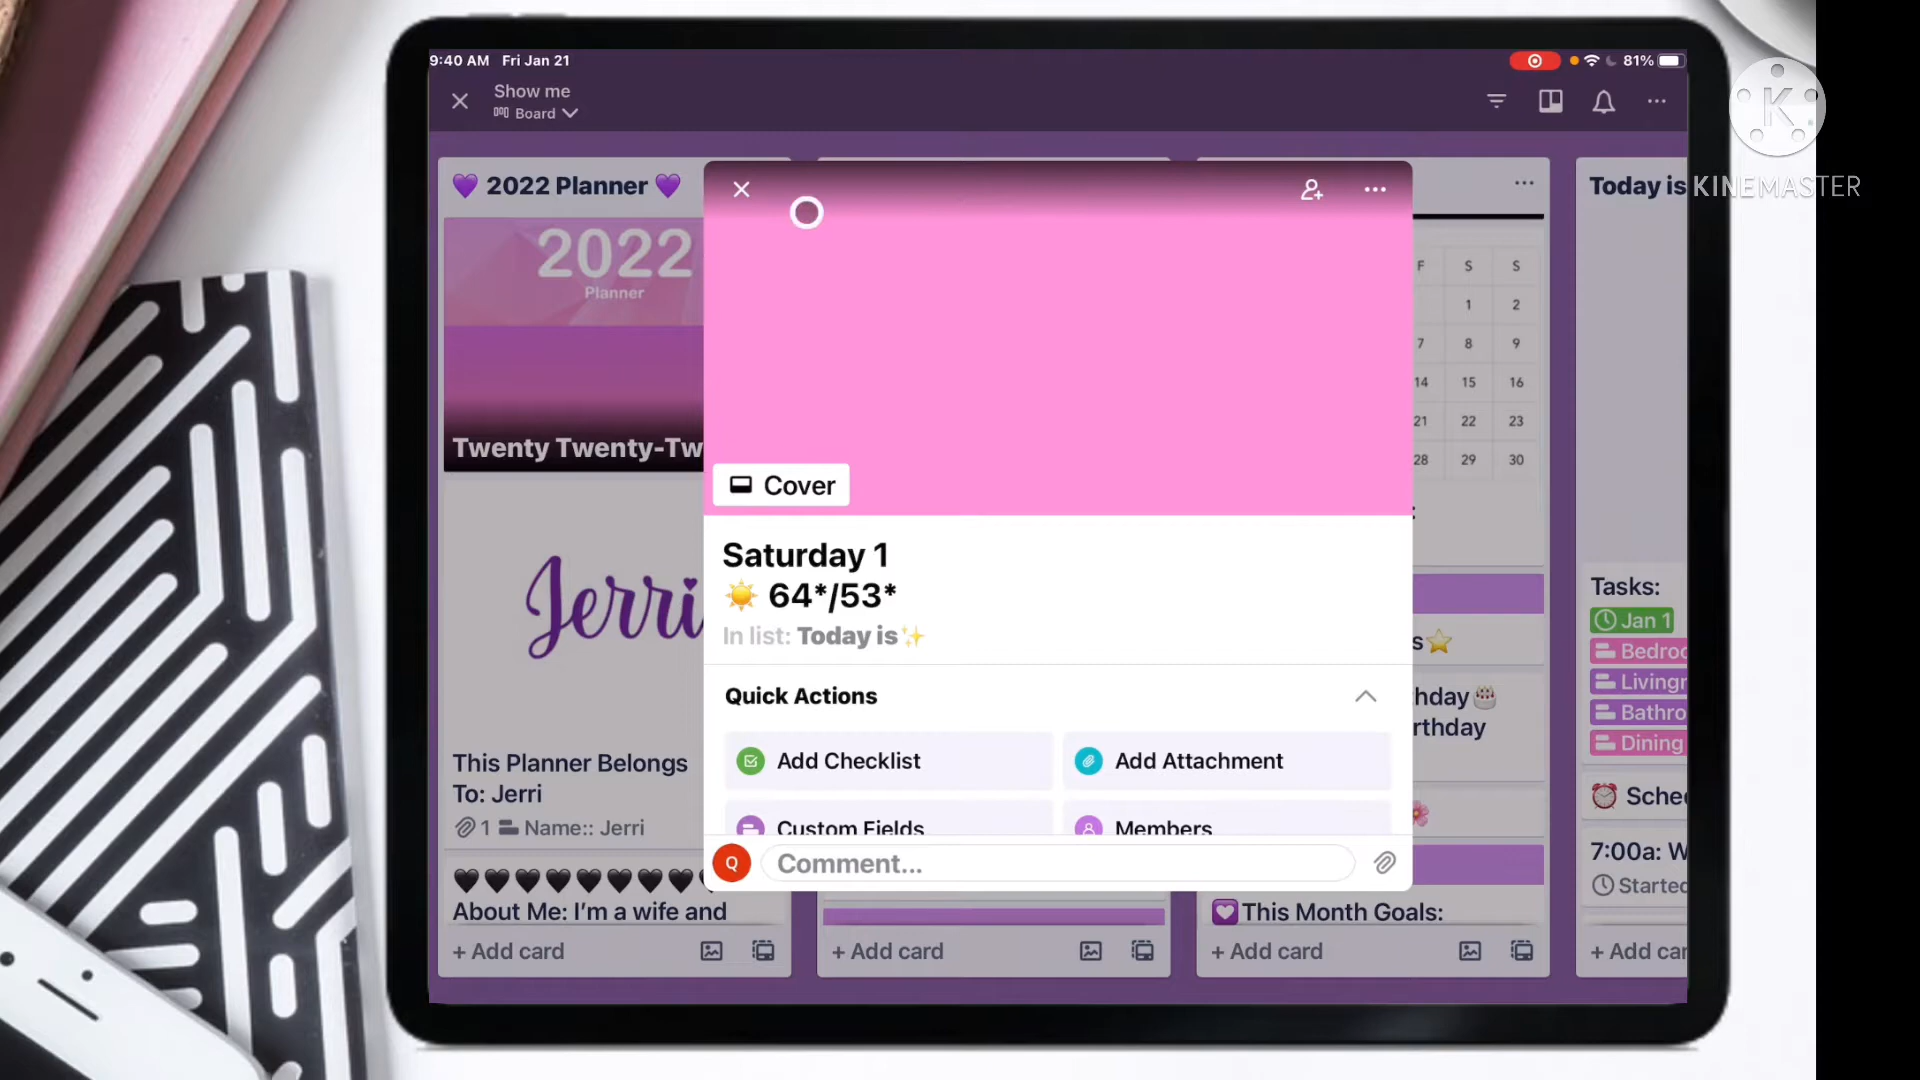 9:40 AM Fri Jan 21
81%
Show me
Board
K
KINEMASTER
💜 2022 Planner 💜
2022
Planner
Twenty Twenty-Tw
Jerri
This Planner Belongs
To: Jerri
1 Name:: Jerri
🖤🖤🖤🖤🖤🖤🖤🖤
About Me: I'm a wife and
+ Add card
Cover
Saturday 1
☀️ 64*/53*
In list: Today is✨
Quick Actions
Add Checklist
Add Attachment
Custom Fields
Members
Q
Comment...
+ Add card
F S S
1 2
7 8 9
14 15 16
21 22 23
28 29 30
:
s⭐
hday🎂
rthday
🌸
💟This Month Goals:
+ Add card
Today is
Tasks:
Jan 1
Bedroo
Livingr
Bathro
Dining
⏰ Sche
7:00a: W
Started
+ Add car